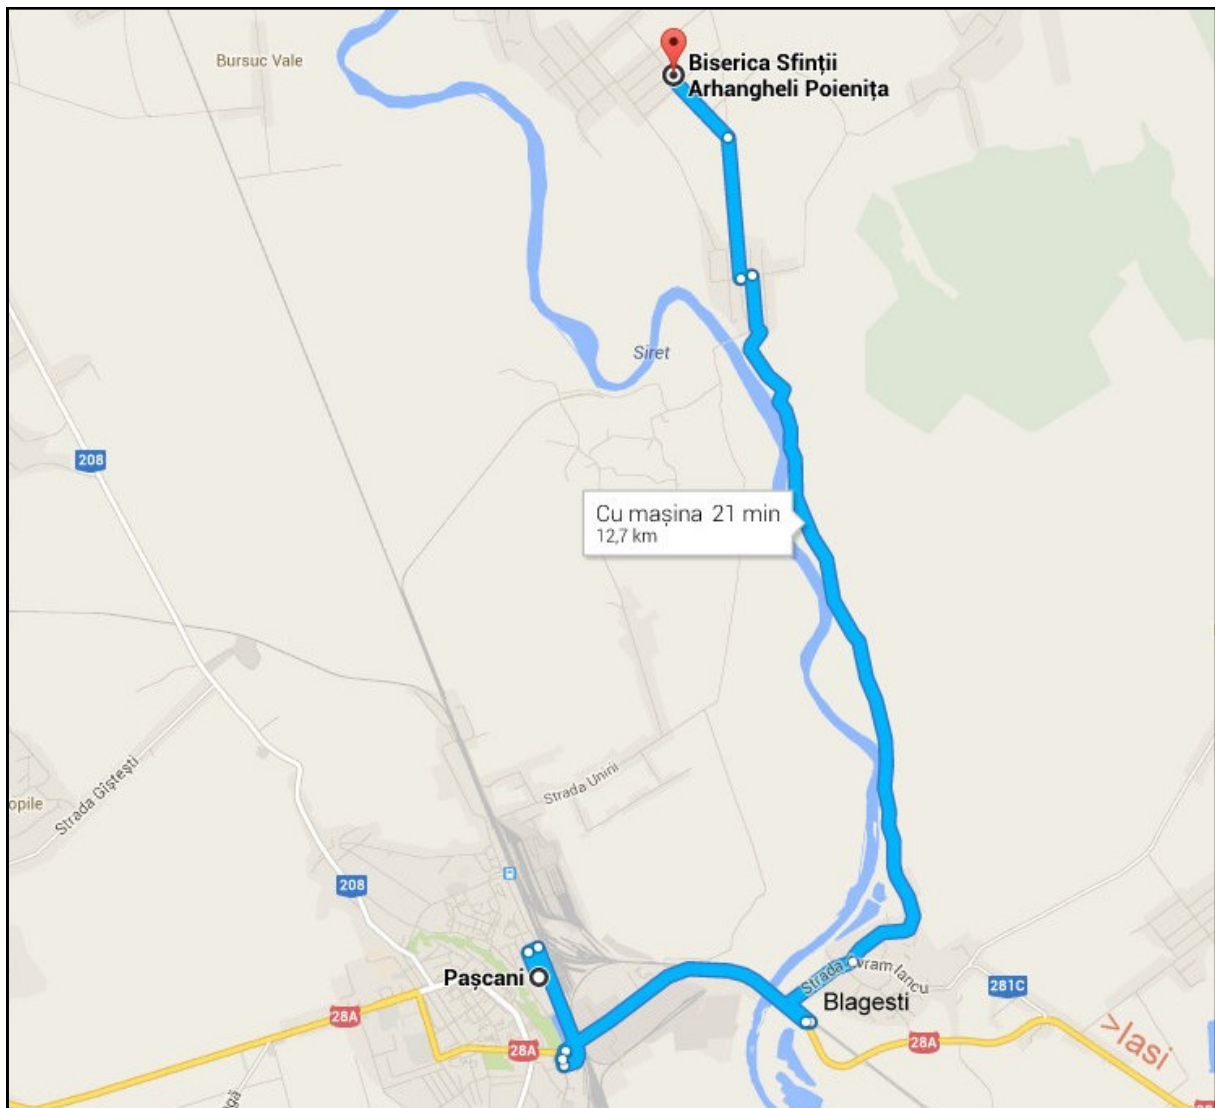 Bursuc Vale
Biserica Sfinții
Arhangheli Poienița
Siret
208
Cu mașina 21 min
12,7 km
Strada Unirii
Strada Gîștești
opile
208
Pașcani
Strada Avram Iancu
Blagesti
281C
28A
28A
28A
>Iasi